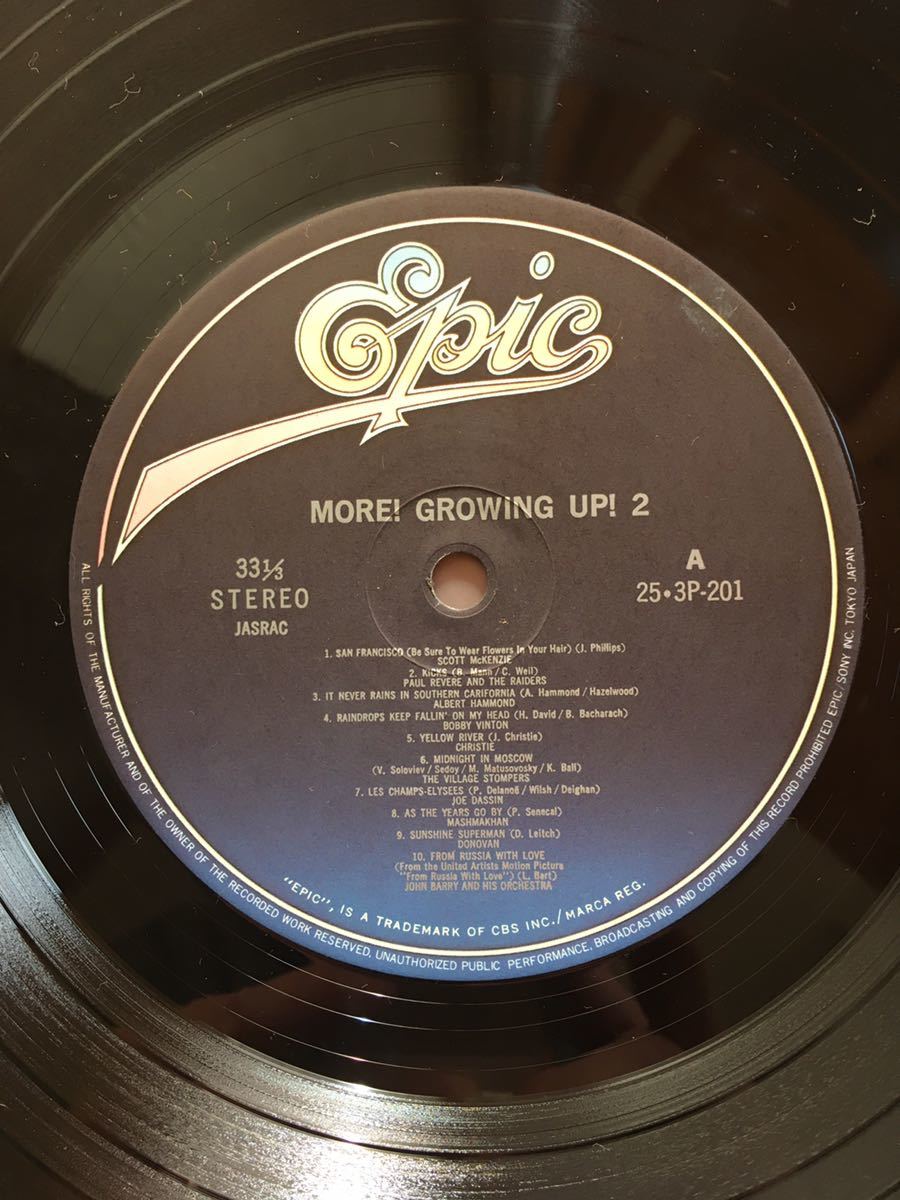 Epic
MORE! GROWING UP! 2
33⅓
STEREO
JASRAC
A
25•3P-201
1. SAN FRANCISCO (Be Sure To Wear Flowers In Your Hair) (J. Phillips)
SCOTT McKENZIE
2. KICKS (B. Mann/C. Weil)
PAUL REVERE AND THE RAIDERS
3. IT NEVER RAINS IN SOUTHERN CARIFORNIA (A. Hammond/Hazelwood)
ALBERT HAMMOND
4. RAINDROPS KEEP FALLIN' ON MY HEAD (H. David/B. Bacharach)
BOBBY VINTON
5. YELLOW RIVER (J. Christie)
CHRISTIE
6. MIDNIGHT IN MOSCOW
(V. Soloviev/Sedoy/M. Matusovosky/K. Ball)
THE VILLAGE STOMPERS
7. LES CHAMPS-ELYSEES (P. Delanoë/Wilsh/Deighan)
JOE DASSIN
8. AS THE YEARS GO BY (P. Senecal)
MASHMAKHAN
9. SUNSHINE SUPERMAN (D. Leitch)
DONOVAN
10. FROM RUSSIA WITH LOVE
(From the United Artists Motion Picture
"From Russia With Love") (L. Bart)
JOHN BARRY AND HIS ORCHESTRA
"EPIC", IS A TRADEMARK OF CBS INC./MARCA REG.
ALL RIGHTS OF THE MANUFACTURER AND OF THE OWNER OF THE RECORDED WORK RESERVED, UNAUTHORIZED PUBLIC PERFORMANCE, BROADCASTING AND COPYING OF THIS RECORD PROHIBITED EPIC/SONY INC. TOKYO JAPAN